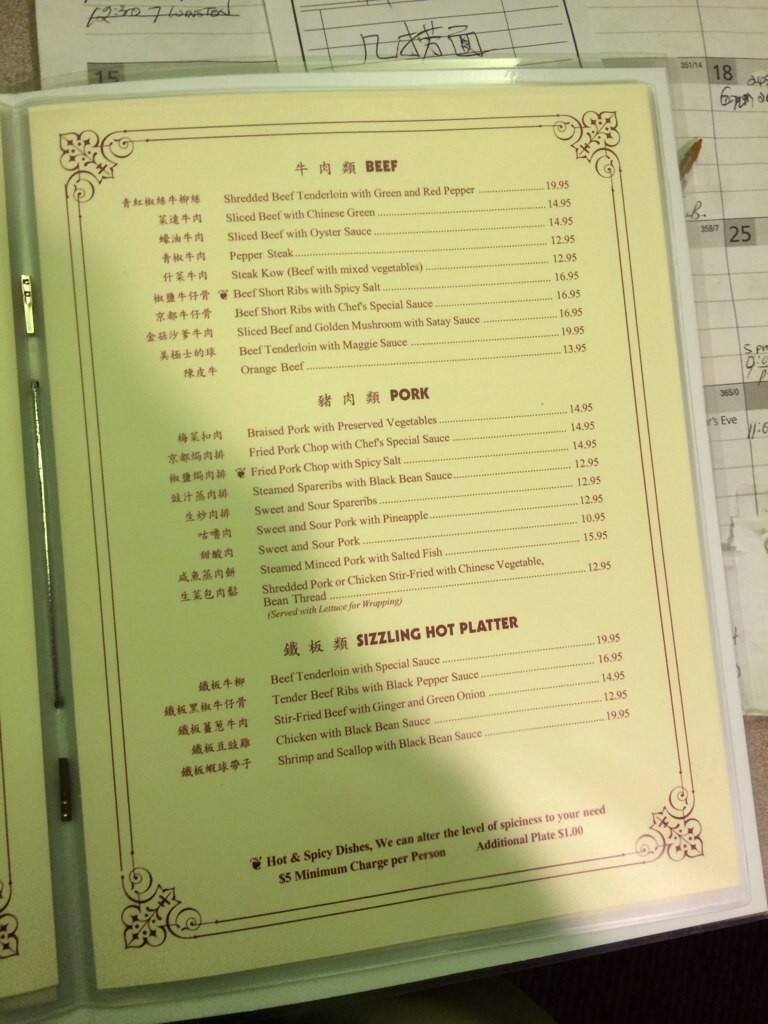 12:30 7 WINSTON
15
351/14 18
358/7 25
365/0
r's Eve
牛肉類 BEEF
青紅椒絲牛柳絲 Shredded Beef Tenderloin with Green and Red Pepper 19.95
菜遠牛肉 Sliced Beef with Chinese Green 14.95
蠔油牛肉 Sliced Beef with Oyster Sauce 14.95
青椒牛肉 Pepper Steak 12.95
什菜牛肉 Steak Kow (Beef with mixed vegetables) 12.95
椒鹽牛仔骨 Beef Short Ribs with Spicy Salt 16.95
京都牛仔骨 Beef Short Ribs with Chef's Special Sauce 16.95
金菇沙爹牛肉 Sliced Beef and Golden Mushroom with Satay Sauce 16.95
美極士的球 Beef Tenderloin with Maggie Sauce 19.95
陳皮牛 Orange Beef 13.95
豬肉類 PORK
梅菜扣肉 Braised Pork with Preserved Vegetables 14.95
京都焗肉排 Fried Pork Chop with Chef's Special Sauce 14.95
椒鹽焗肉排 Fried Pork Chop with Spicy Salt 14.95
豉汁蒸肉排 Steamed Spareribs with Black Bean Sauce 12.95
生炒肉排 Sweet and Sour Spareribs 12.95
咕嚕肉 Sweet and Sour Pork with Pineapple 12.95
甜酸肉 Sweet and Sour Pork 10.95
咸魚蒸肉餅 Steamed Minced Pork with Salted Fish 15.95
生菜包肉鬆 Shredded Pork or Chicken Stir-Fried with Chinese Vegetable,
Bean Thread 12.95
(Served with Lettuce for Wrapping)
鐵板類 SIZZLING HOT PLATTER
鐵板牛柳 Beef Tenderloin with Special Sauce 19.95
鐵板黑椒牛仔骨 Tender Beef Ribs with Black Pepper Sauce 16.95
鐵板薑蔥牛肉 Stir-Fried Beef with Ginger and Green Onion 14.95
鐵板豆豉雞 Chicken with Black Bean Sauce 12.95
鐵板蝦球帶子 Shrimp and Scallop with Black Bean Sauce 19.95
Hot & Spicy Dishes, We can alter the level of spiciness to your need
$5 Minimum Charge per Person Additional Plate $1.00